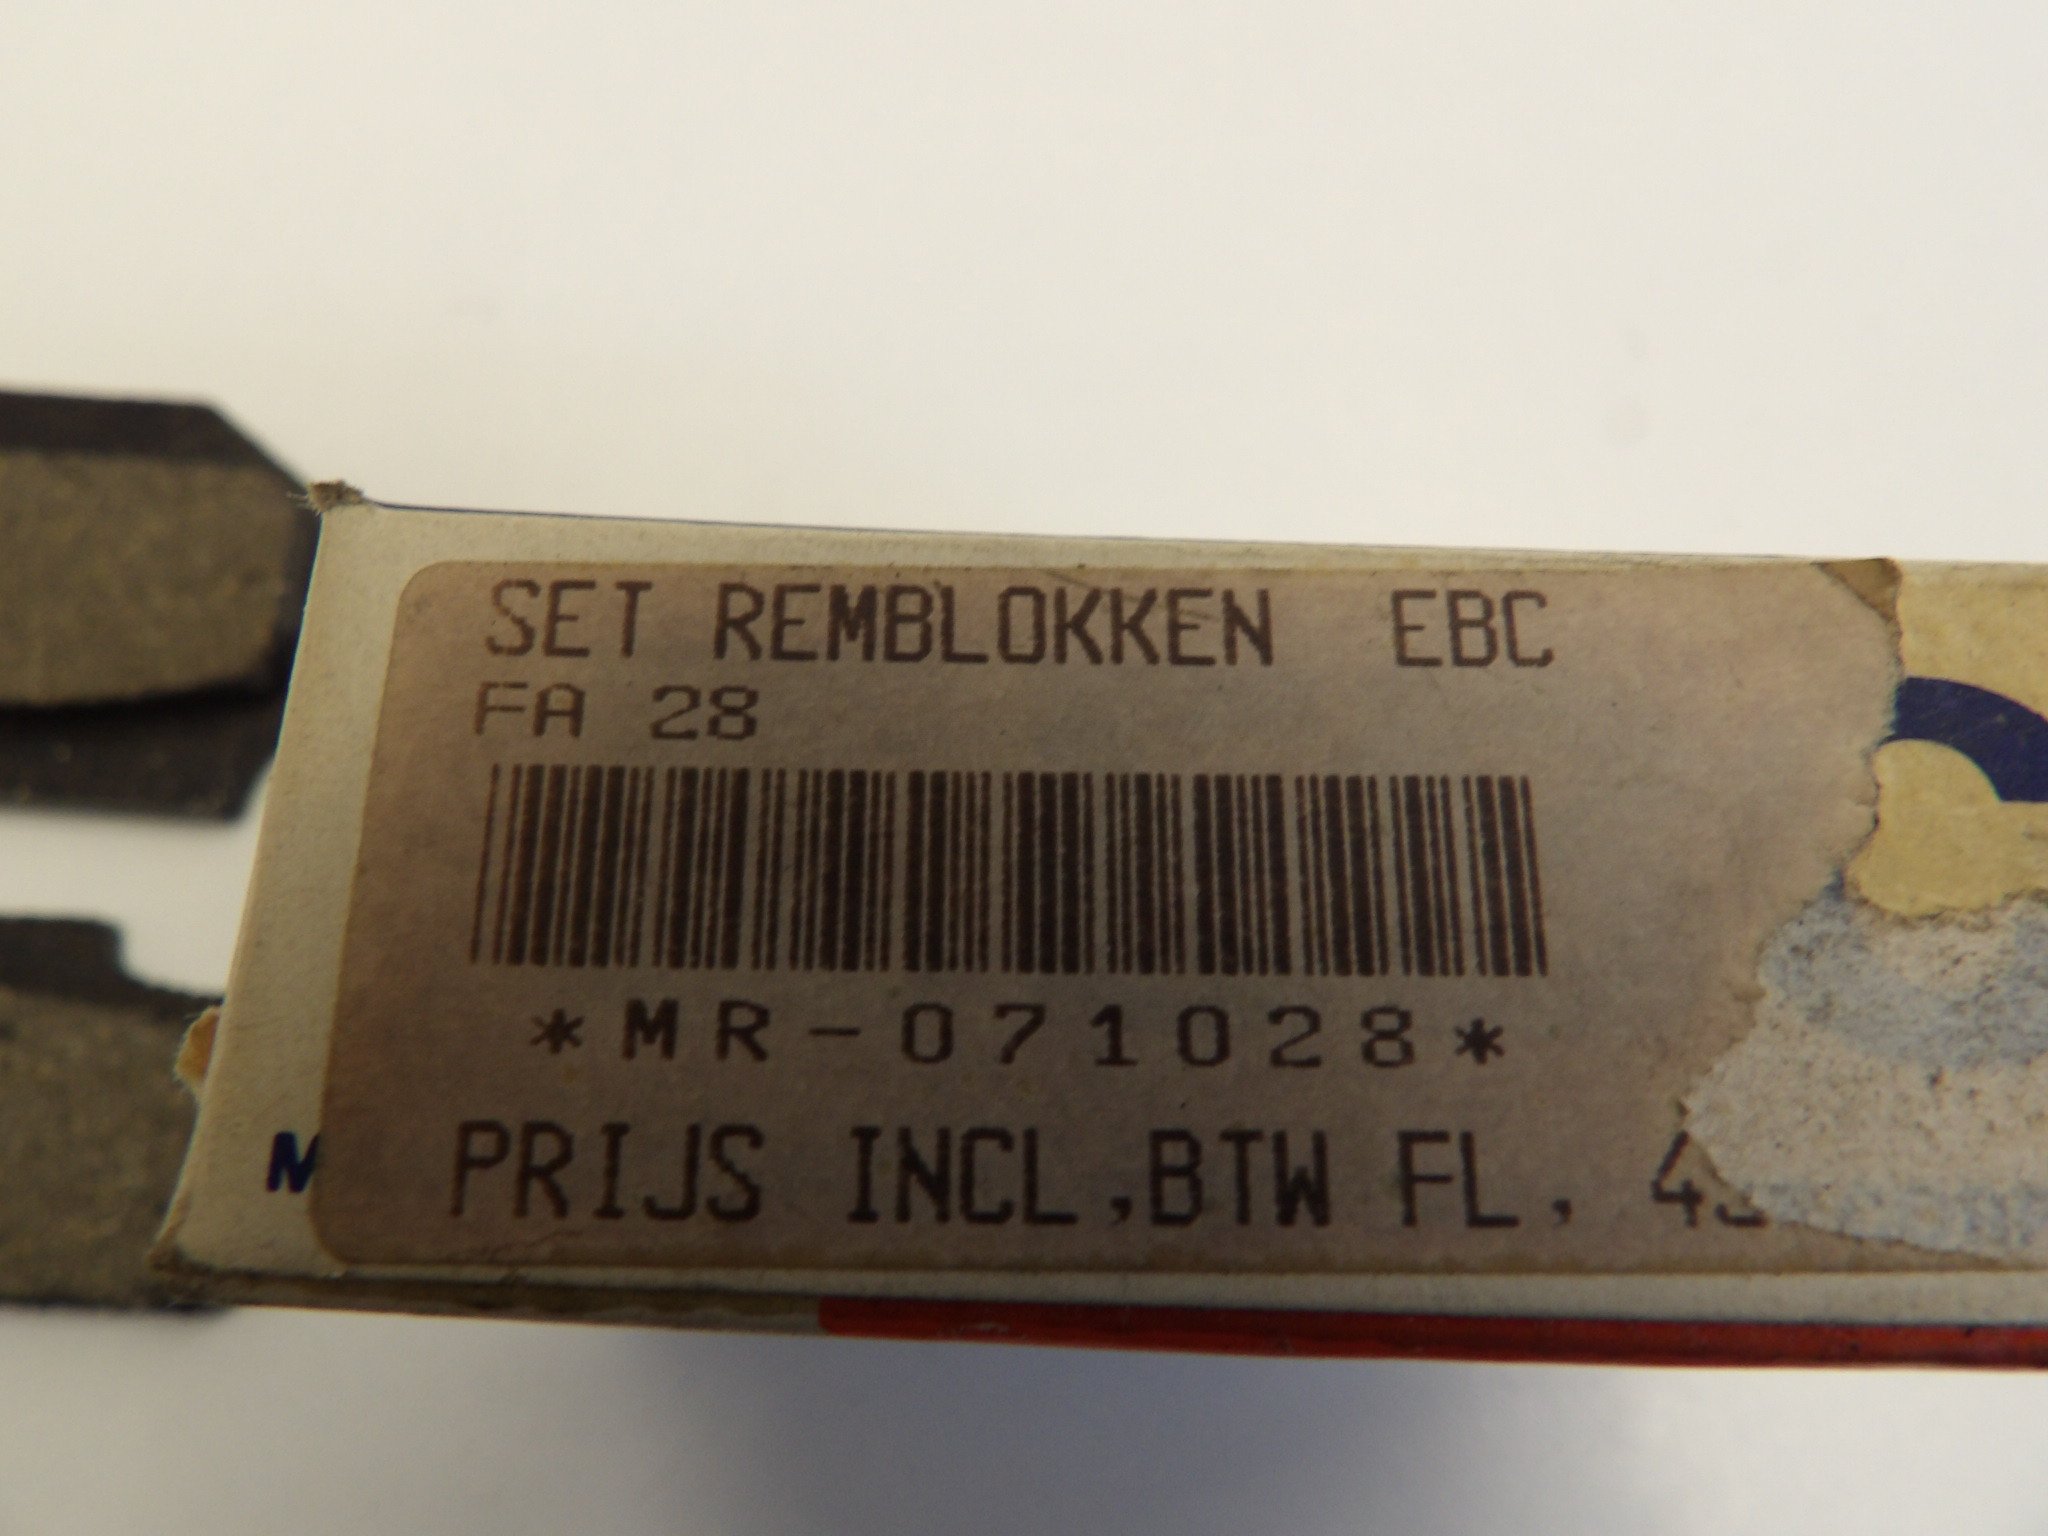 SET REMBLOKKEN EBC
FA 28
*MR-071028*
PRIJS INCL,BTW FL,